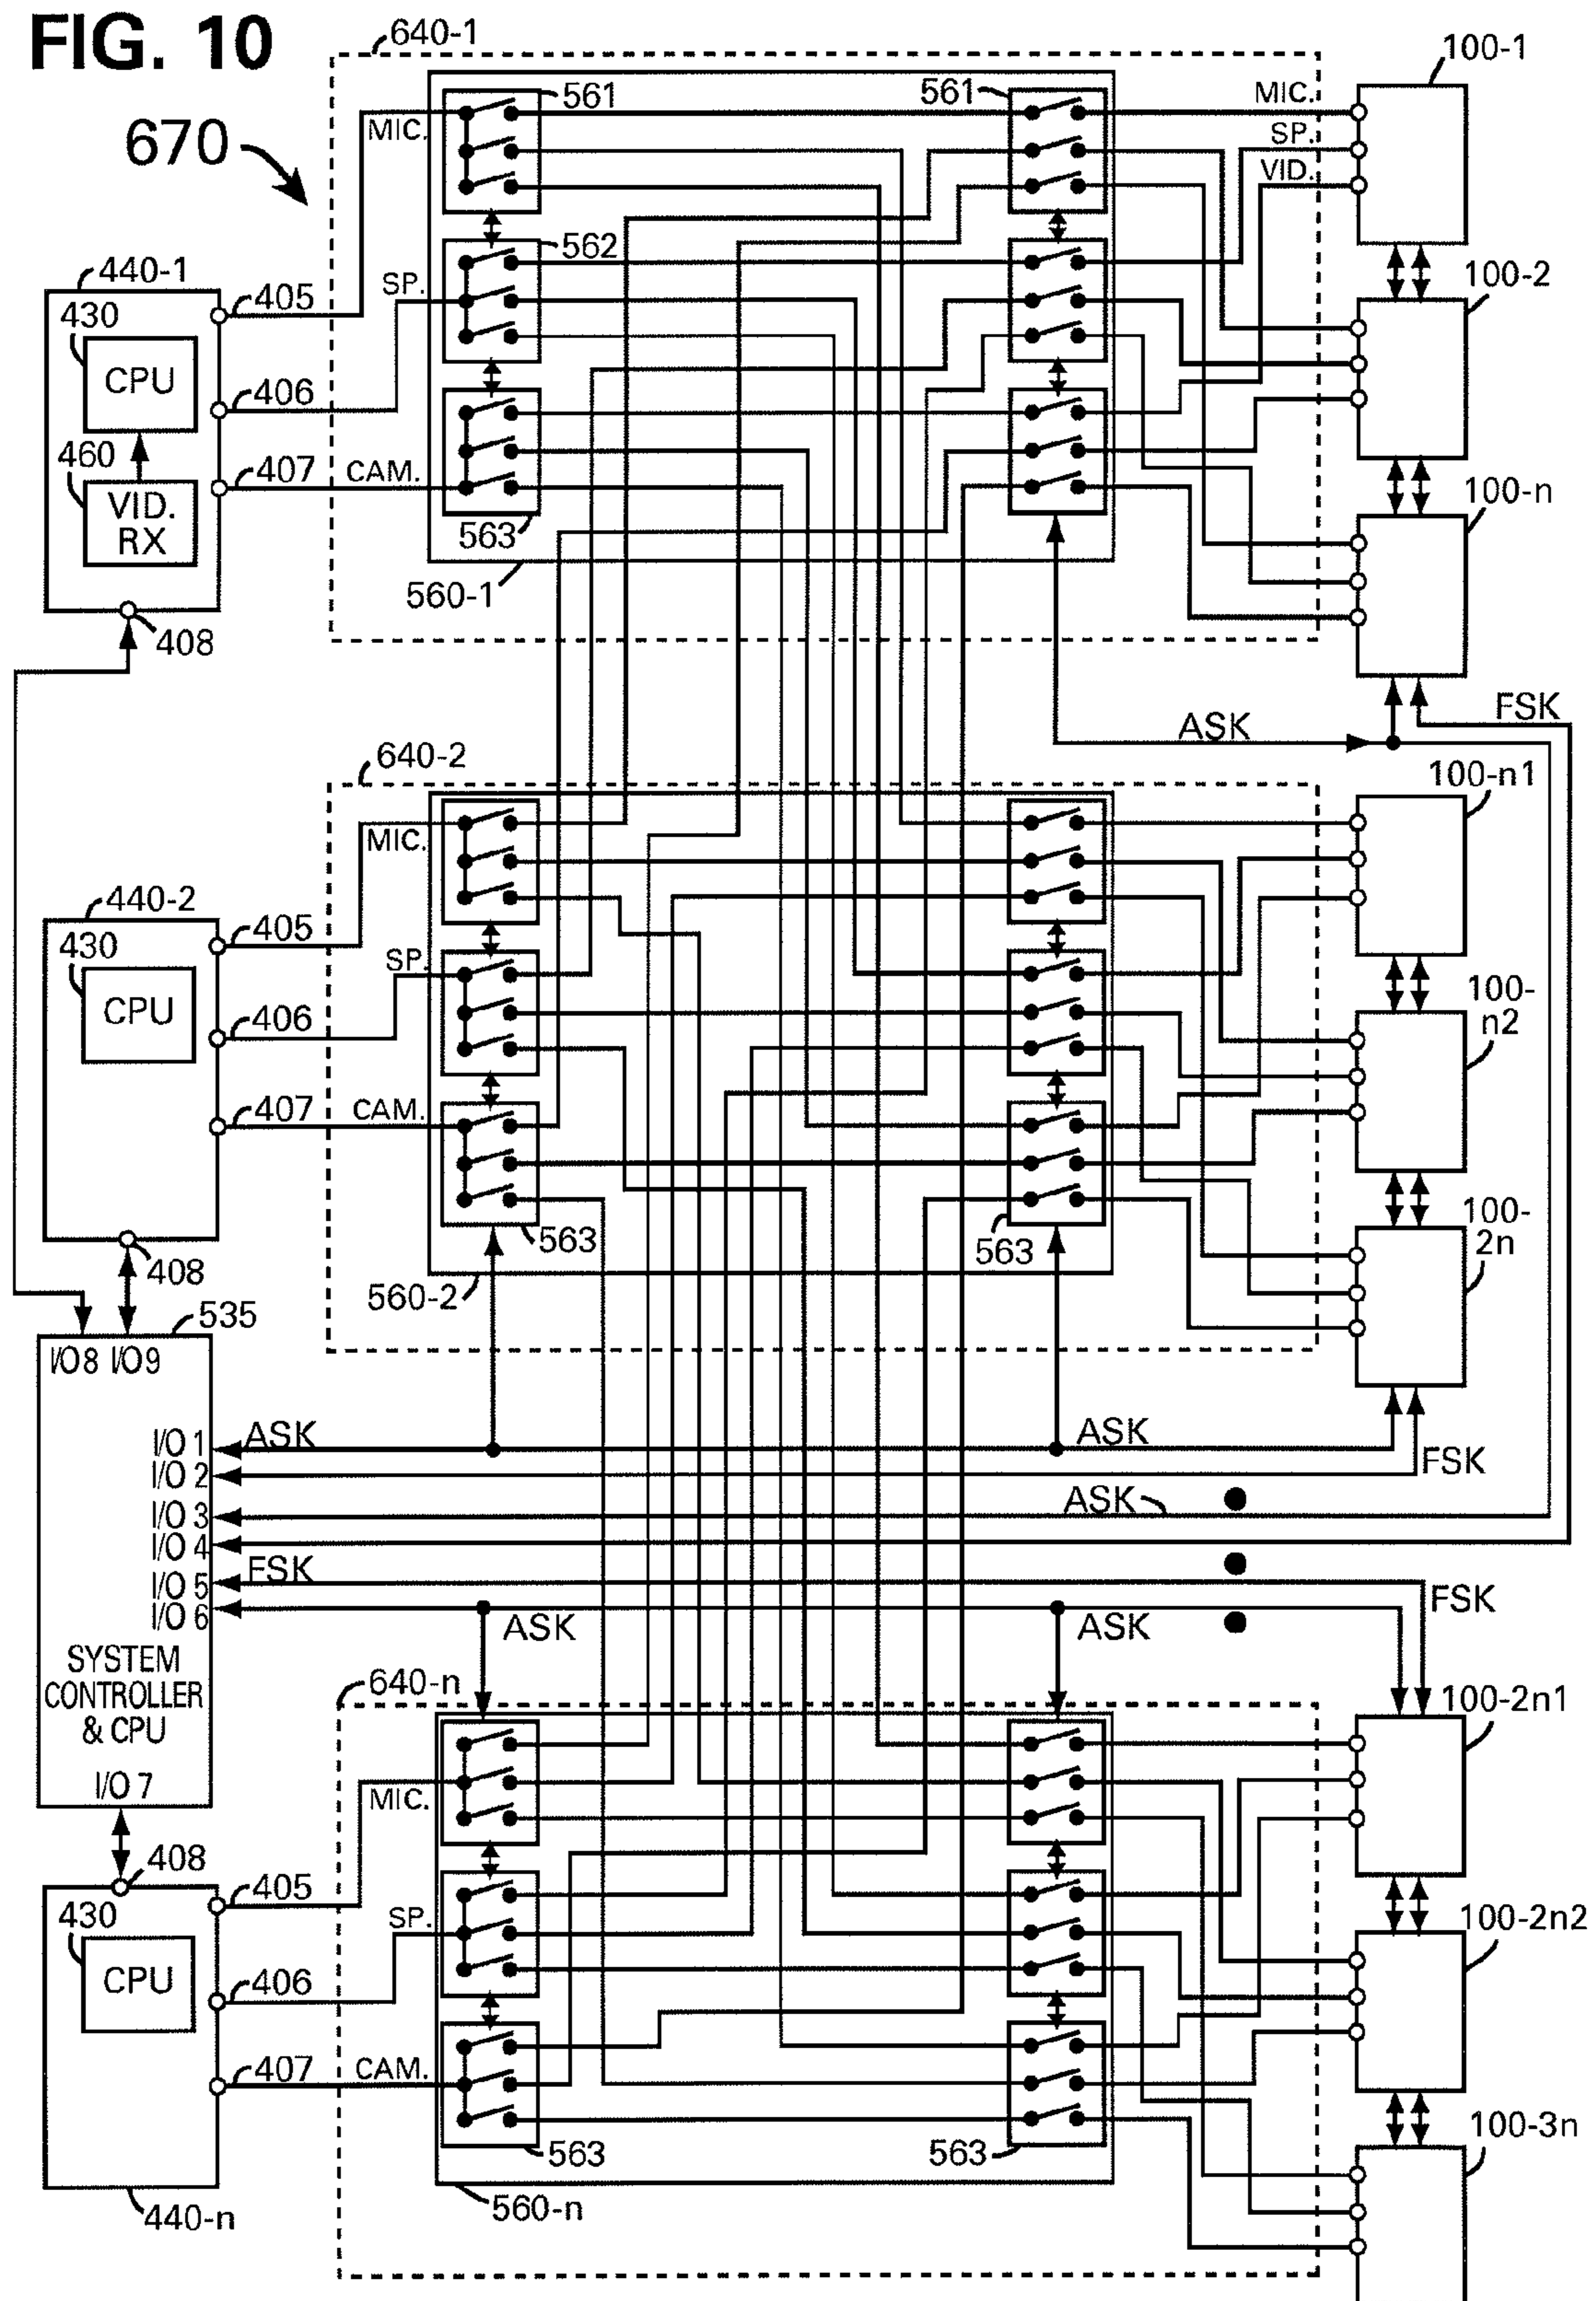 FIG. 10
670
640-1
561
561
MIC.
MIC.
SP.
VID.
100-1
562
SP.
440-1
430
CPU
460
VID.
RX
405
406
407
CAM.
563
560-1
408
100-2
100-n
ASK
FSK
640-2
MIC.
SP.
CAM.
440-2
430
CPU
405
406
407
408
563
563
560-2
100-n1
100-
n2
100-
2n
535
I/O8 I/O9
I/O 1
I/O 2
I/O 3
I/O 4
I/O 5
I/O 6
SYSTEM
CONTROLLER
& CPU
I/O 7
ASK
ASK
FSK
ASK
FSK
FSK
ASK
ASK
640-n
MIC.
SP.
CAM.
408
430
CPU
405
406
407
440-n
563
563
560-n
100-2n1
100-2n2
100-3n